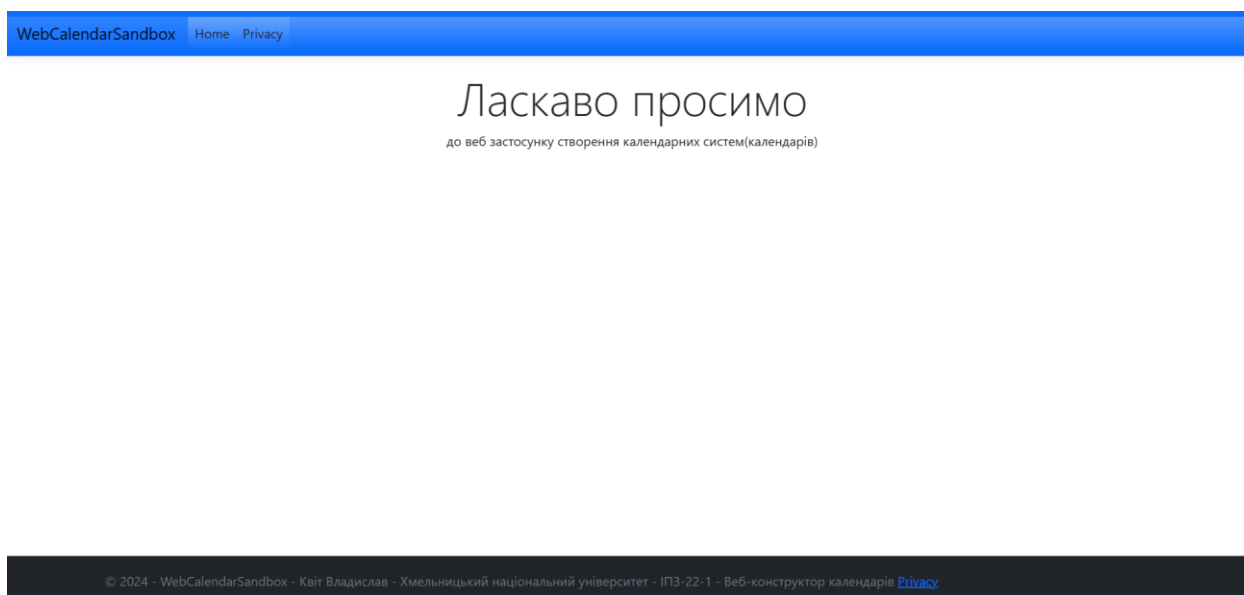 WebCalendarSandbox Home Privacy
Ласкаво просимо
до веб застосунку створення календарних систем(календарів)
© 2024 - WebCalendarSandbox - Квіт Владислав - Хмельницький національний університет - ІПЗ-22-1 - Веб-конструктор календарів Privacy